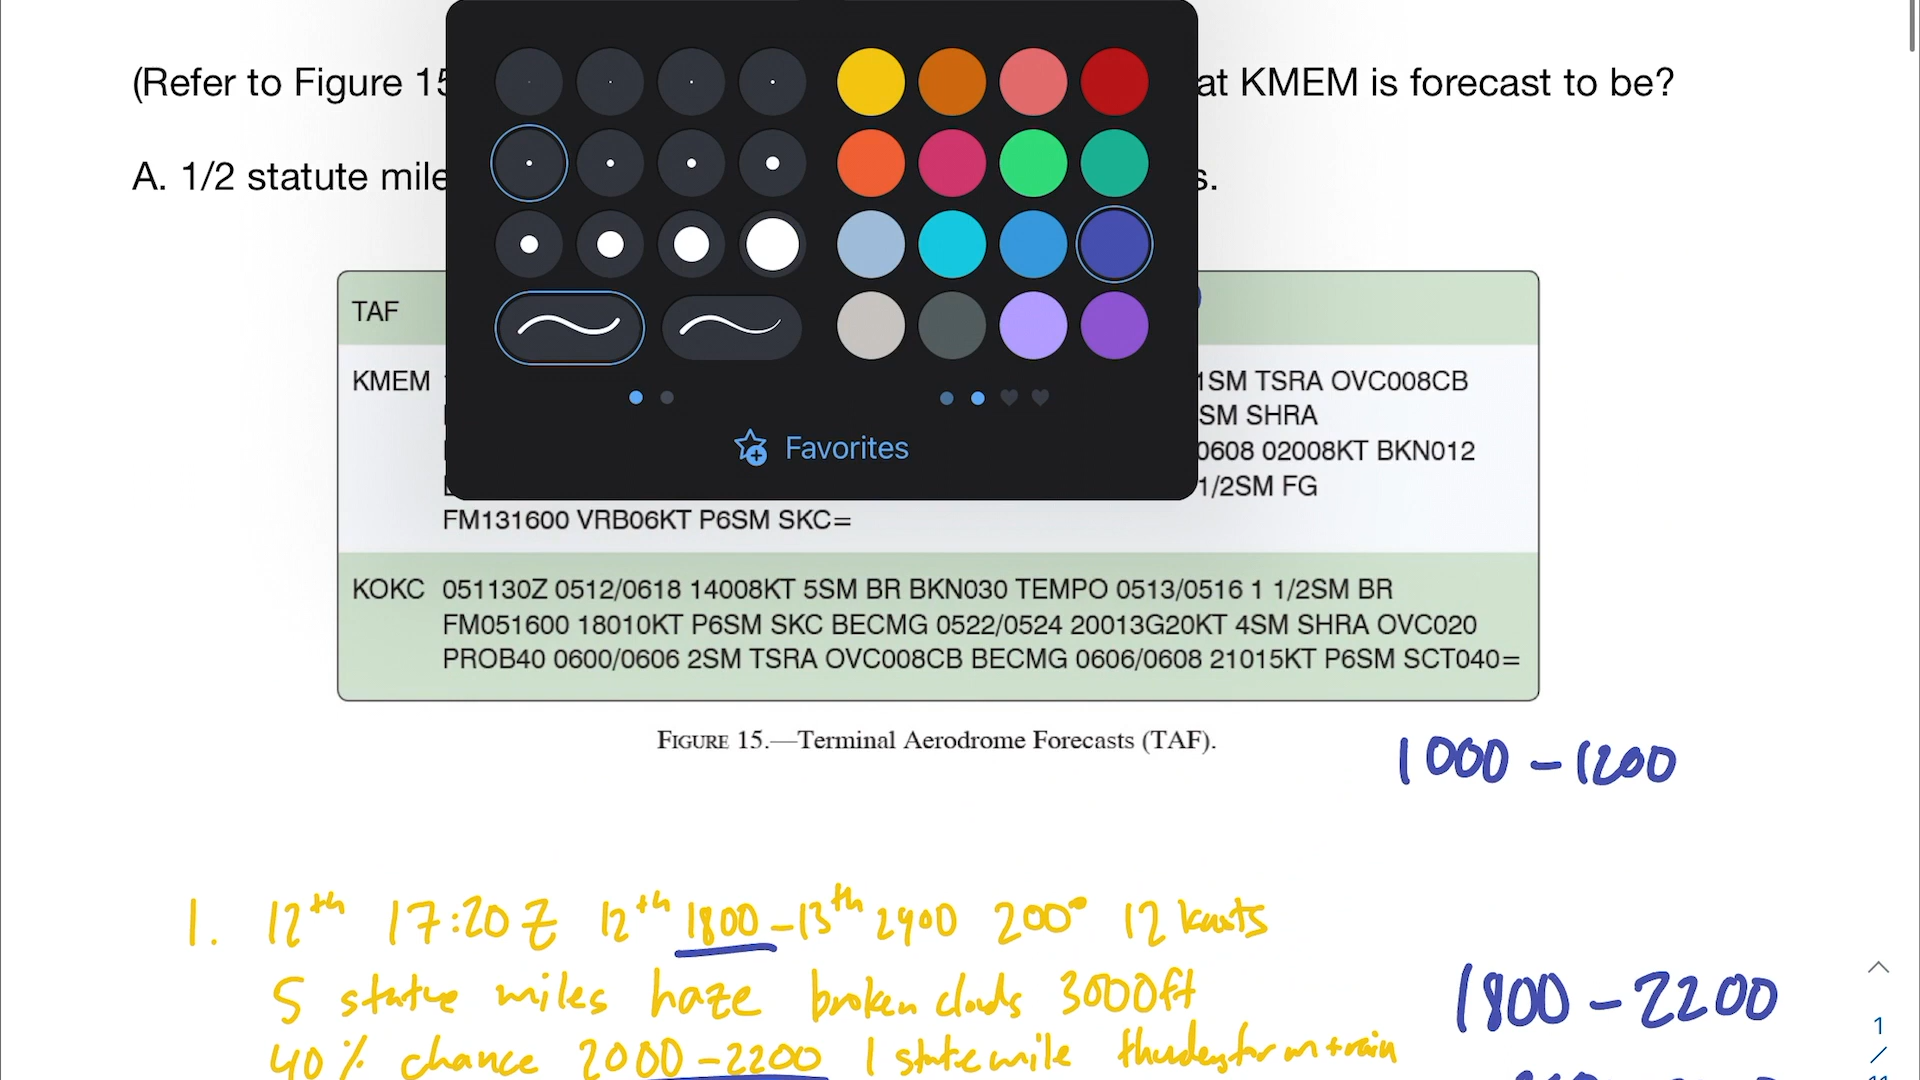 (Refer to Figure 15 at KMEM is forecast to be?
A. 1/2 statute mile s.
TAF
KMEM 1SM TSRA OVC008CB
SM SHRA
0608 02008KT BKN012
1/2SM FG
FM131600 VRB06KT P6SM SKC=
KOKC 051130Z 0512/0618 14008KT 5SM BR BKN030 TEMPO 0513/0516 1 1/2SM BR
FM051600 18010KT P6SM SKC BECMG 0522/0524 20013G20KT 4SM SHRA OVC020
PROB40 0600/0606 2SM TSRA OVC008CB BECMG 0606/0608 21015KT P6SM SCT040=
Favorites
FIGURE 15.—Terminal Aerodrome Forecasts (TAF).
1000 - 1200
1. 12th 17:20 Z 12th 1800 - 13th 2400 200° 12 knots
5 statue miles haze broken clouds 3000ft
1800 - 2200
40% chance 2000 - 2200 1 statue mile
1
/